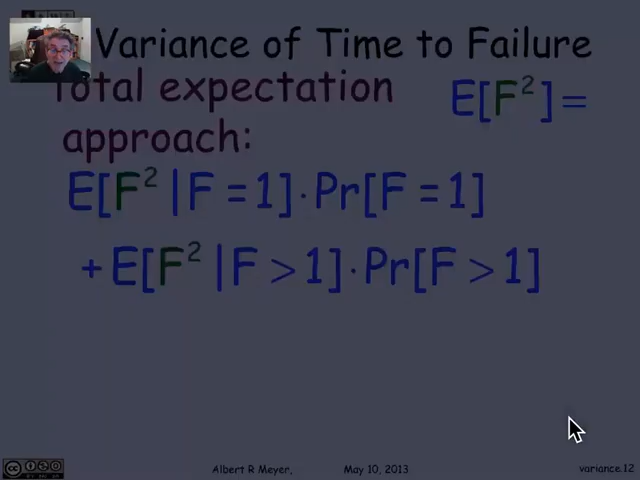 Variance of Time to Failure
Total expectation E[F²]=
approach:
E[F² | F = 1] · Pr[F = 1]
+ E[F² | F > 1] · Pr[F > 1]
Albert R Meyer, May 10, 2013 variance.12